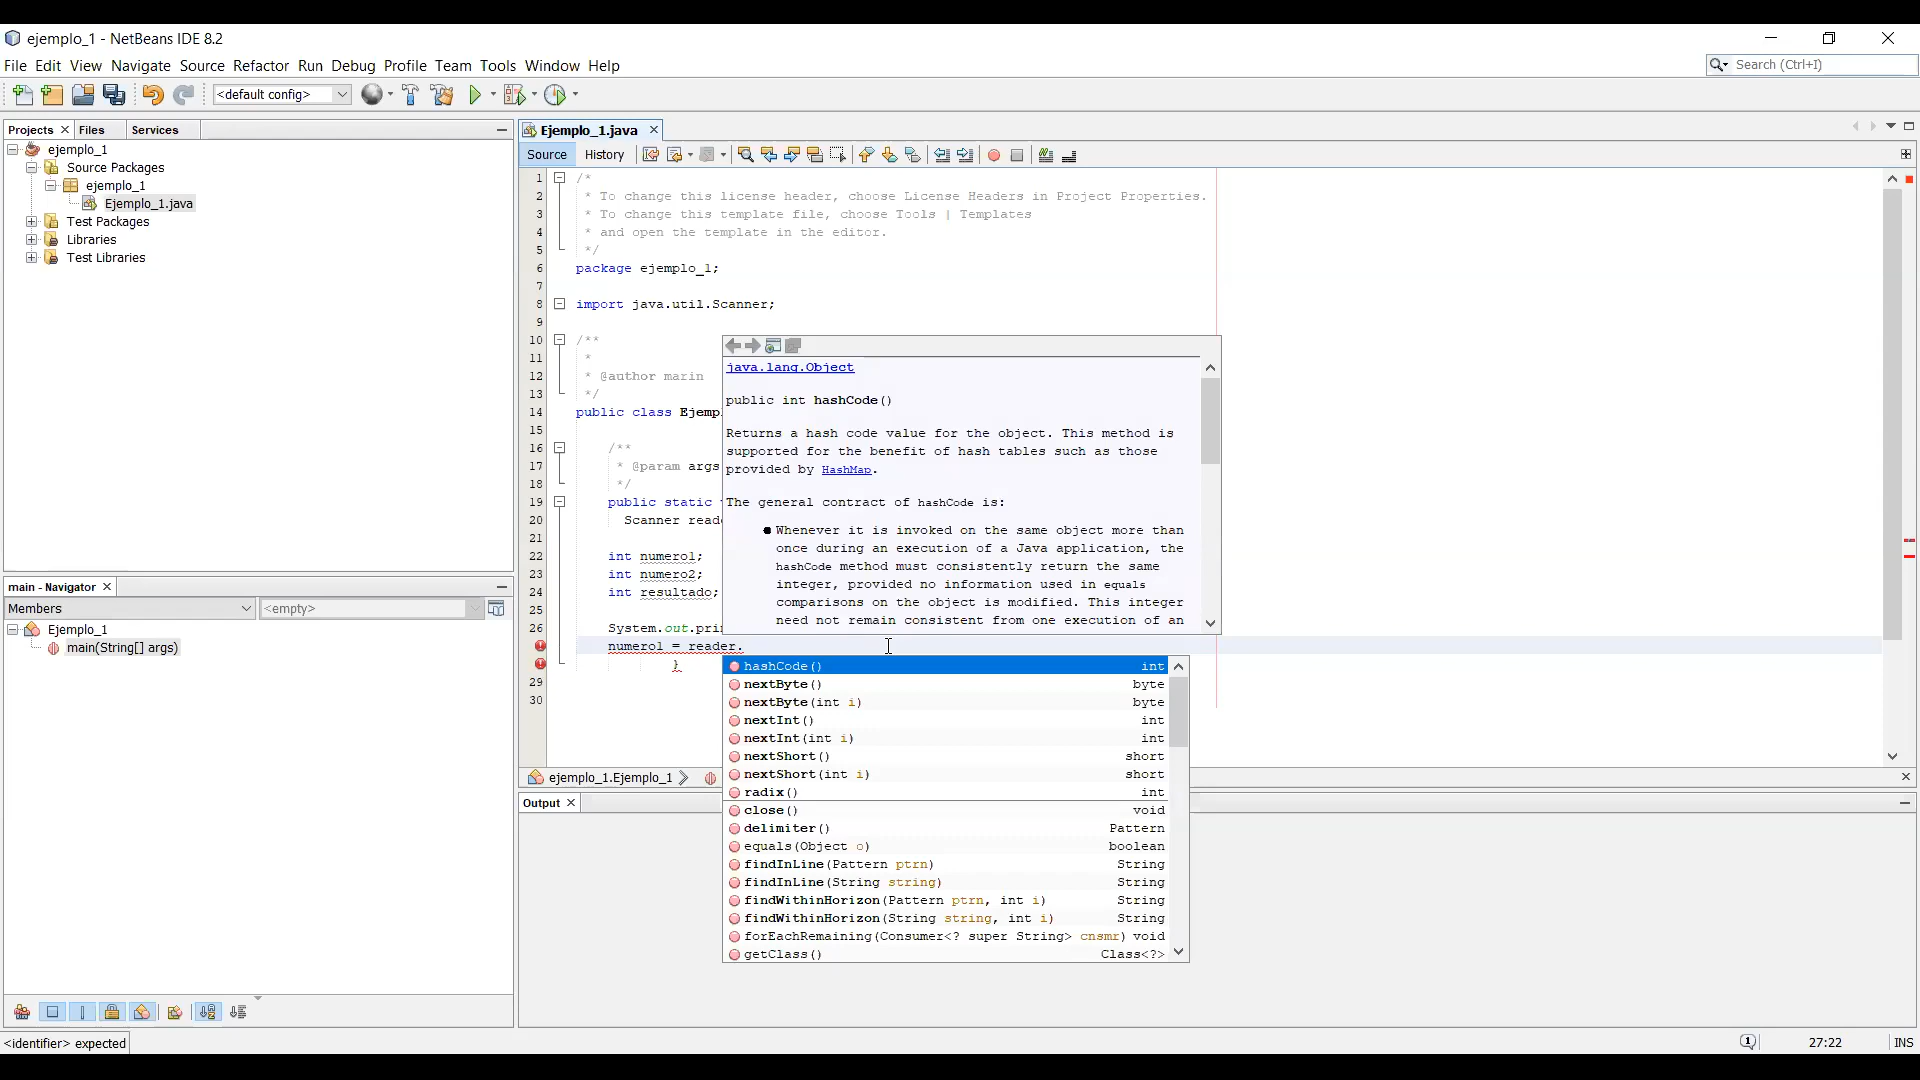 ejemplo_1 - NetBeans IDE 8.2
File Edit View Navigate Source Refactor Run Debug Profile Team Tools Window Help
Search (Ctrl+I)
<default config>
Projects Files Services
ejemplo_1
Source Packages
ejemplo_1
Ejemplo_1.java
Test Packages
Libraries
Test Libraries
main - Navigator
Members <empty>
Ejemplo_1
main(String[] args)
Ejemplo_1.java
Source History
1 /*
2 * To change this license header, choose License Headers in Project Properties.
3 * To change this template file, choose Tools | Templates
4 * and open the template in the editor.
5 */
6 package ejemplo_1;
7
8 import java.util.Scanner;
9
10 /**
11 *
12 * @author marin
13 */
14 public class Ejemp
15
16 /**
17 * @param args
18 */
19 public static
20 Scanner reade
21
22 int numero1;
23 int numero2;
24 int resultado;
25
26 System.out.prin
numero1 = reader.
}
29
30
java.lang.Object
public int hashCode()
Returns a hash code value for the object. This method is
supported for the benefit of hash tables such as those
provided by HashMap.
The general contract of hashCode is:
Whenever it is invoked on the same object more than
once during an execution of a Java application, the
hashCode method must consistently return the same
integer, provided no information used in equals
comparisons on the object is modified. This integer
need not remain consistent from one execution of an
hashCode() int
nextByte() byte
nextByte(int i) byte
nextInt() int
nextInt(int i) int
nextShort() short
nextShort(int i) short
radix() int
close() void
delimiter() Pattern
equals(Object o) boolean
findInLine(Pattern ptrn) String
findInLine(String string) String
findWithinHorizon(Pattern ptrn, int i) String
findWithinHorizon(String string, int i) String
forEachRemaining(Consumer<? super String> cnsmr) void
getClass() Class<?>
ejemplo_1.Ejemplo_1
Output
<identifier> expected
1 27:22 INS